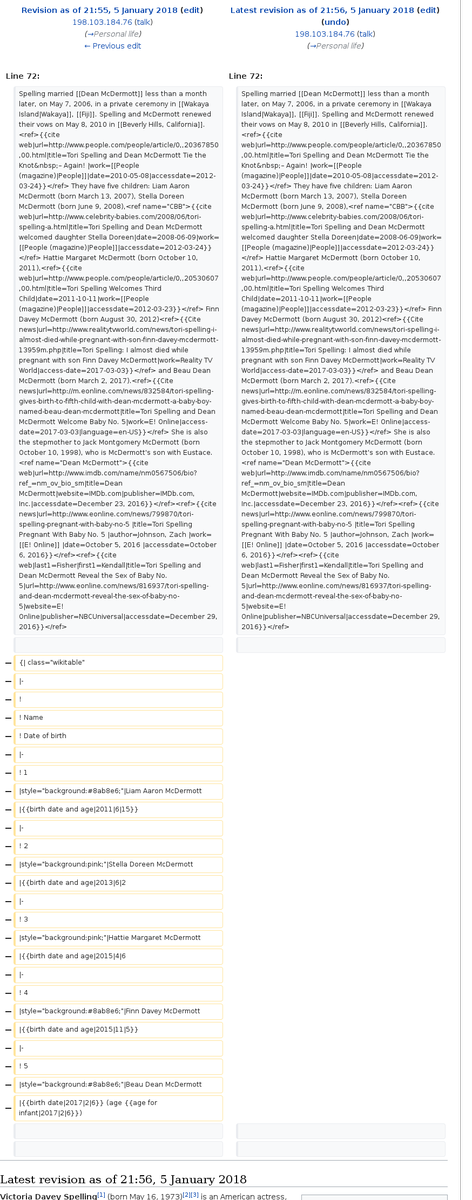 Revision as of 21:55, 5 January 2018 (edit)
198.103.184.76 (talk)
(→Personal life)
← Previous edit
Latest revision as of 21:56, 5 January 2018 (edit)
(undo)
198.103.184.76 (talk)
(→Personal life)
Line 72:
Spelling married [[Dean McDermott]] less than a month
later, on May 7, 2006, in a private ceremony in [[Wakaya
Island|Wakaya]], [[Fiji]]. Spelling and McDermott renewed
their vows on May 8, 2010 in [[Beverly Hills, California]].
<ref>{{cite
web|url=http://www.people.com/people/article/0,,20367850
,00.html|title=Tori Spelling and Dean McDermott Tie the
Knot&nbsp;– Again! |work=[[People
(magazine)|People]]|date=2010-05-08|accessdate=2012-
03-24}}</ref> They have five children: Liam Aaron
McDermott (born March 13, 2007), Stella Doreen
McDermott (born June 9, 2008),<ref name="CBB">{{cite
web|url=http://www.celebrity-babies.com/2008/06/tori-
spelling-a.html|title=Tori Spelling and Dean McDermott
welcomed daughter Stella Doreen|date=2008-06-09|work=
[[People (magazine)|People]]|accessdate=2012-03-24}}
</ref> Hattie Margaret McDermott (born October 10,
2011),<ref>{{cite
web|url=http://www.people.com/people/article/0,,20530607
,00.html|title=Tori Spelling Welcomes Third
Child|date=2011-10-11|work=[[People
(magazine)|People]]|accessdate=2012-03-23}}</ref> Finn
Davey McDermott (born August 30, 2012)<ref>{{Cite
news|url=http://www.realitytvworld.com/news/tori-spelling-i-
almost-died-while-pregnant-with-son-finn-davey-mcdermott-
13959m.php|title=Tori Spelling: I almost died while
pregnant with son Finn Davey McDermott|work=Reality TV
World|access-date=2017-03-03}}</ref> and Beau Dean
McDermott (born March 2, 2017).<ref>{{Cite
news|url=http://m.eonline.com/news/832584/tori-spelling-
gives-birth-to-fifth-child-with-dean-mcdermott-a-baby-boy-
named-beau-dean-mcdermott|title=Tori Spelling and Dean
McDermott Welcome Baby No. 5|work=E! Online|access-
date=2017-03-03|language=en-US}}</ref> She is also
the stepmother to Jack Montgomery McDermott (born
October 10, 1998), who is McDermott's son with Eustace.
<ref name="Dean McDermott">{{cite
web|url=http://www.imdb.com/name/nm0567506/bio?
ref_=nm_ov_bio_sm|title=Dean
McDermott|website=IMDb.com|publisher=IMDb.com,
Inc.|accessdate=December 23, 2016}}</ref><ref>{{cite
news|url=http://www.eonline.com/news/799870/tori-
spelling-pregnant-with-baby-no-5 |title=Tori Spelling
Pregnant With Baby No. 5 |author=Johnson, Zach |work=
[[E! Online]] |date=October 5, 2016 |accessdate=October
6, 2016}}</ref><ref>{{cite
web|last1=Fisher|first1=Kendall|title=Tori Spelling and
Dean McDermott Reveal the Sex of Baby No.
5|url=http://www.eonline.com/news/816937/tori-spelling-
and-dean-mcdermott-reveal-the-sex-of-baby-no-
5|website=E!
Online|publisher=NBCUniversal|accessdate=December 29,
2016}}</ref>
Line 72:
Spelling married [[Dean McDermott]] less than a month
later, on May 7, 2006, in a private ceremony in [[Wakaya
Island|Wakaya]], [[Fiji]]. Spelling and McDermott renewed
their vows on May 8, 2010 in [[Beverly Hills, California]].
<ref>{{cite
web|url=http://www.people.com/people/article/0,,20367850
,00.html|title=Tori Spelling and Dean McDermott Tie the
Knot&nbsp;– Again! |work=[[People
(magazine)|People]]|date=2010-05-08|accessdate=2012-
03-24}}</ref> They have five children: Liam Aaron
McDermott (born March 13, 2007), Stella Doreen
McDermott (born June 9, 2008),<ref name="CBB">{{cite
web|url=http://www.celebrity-babies.com/2008/06/tori-
spelling-a.html|title=Tori Spelling and Dean McDermott
welcomed daughter Stella Doreen|date=2008-06-09|work=
[[People (magazine)|People]]|accessdate=2012-03-24}}
</ref> Hattie Margaret McDermott (born October 10,
2011),<ref>{{cite
web|url=http://www.people.com/people/article/0,,20530607
,00.html|title=Tori Spelling Welcomes Third
Child|date=2011-10-11|work=[[People
(magazine)|People]]|accessdate=2012-03-23}}</ref> Finn
Davey McDermott (born August 30, 2012)<ref>{{Cite
news|url=http://www.realitytvworld.com/news/tori-spelling-i-
almost-died-while-pregnant-with-son-finn-davey-mcdermott-
13959m.php|title=Tori Spelling: I almost died while
pregnant with son Finn Davey McDermott|work=Reality TV
World|access-date=2017-03-03}}</ref> and Beau Dean
McDermott (born March 2, 2017).<ref>{{Cite
news|url=http://m.eonline.com/news/832584/tori-spelling-
gives-birth-to-fifth-child-with-dean-mcdermott-a-baby-boy-
named-beau-dean-mcdermott|title=Tori Spelling and Dean
McDermott Welcome Baby No. 5|work=E! Online|access-
date=2017-03-03|language=en-US}}</ref> She is also
the stepmother to Jack Montgomery McDermott (born
October 10, 1998), who is McDermott's son with Eustace.
<ref name="Dean McDermott">{{cite
web|url=http://www.imdb.com/name/nm0567506/bio?
ref_=nm_ov_bio_sm|title=Dean
McDermott|website=IMDb.com|publisher=IMDb.com,
Inc.|accessdate=December 23, 2016}}</ref><ref>{{cite
news|url=http://www.eonline.com/news/799870/tori-
spelling-pregnant-with-baby-no-5 |title=Tori Spelling
Pregnant With Baby No. 5 |author=Johnson, Zach |work=
[[E! Online]] |date=October 5, 2016 |accessdate=October
6, 2016}}</ref><ref>{{cite
web|last1=Fisher|first1=Kendall|title=Tori Spelling and
Dean McDermott Reveal the Sex of Baby No.
5|url=http://www.eonline.com/news/816937/tori-spelling-
and-dean-mcdermott-reveal-the-sex-of-baby-no-
5|website=E!
Online|publisher=NBCUniversal|accessdate=December 29,
2016}}</ref>
− {| class="wikitable"
− |-
− !
− ! Name
− ! Date of birth
− |-
− ! 1
− |style="background:#8ab8e6;"|Liam Aaron McDermott
− |{{birth date and age|2011|6|15}}
− |-
− ! 2
− |style="background:pink;"|Stella Doreen McDermott
− |{{birth date and age|2013|6|2
− |-
− ! 3
− |style="background:pink;"|Hattie Margaret McDermott
− |{{birth date and age|2015|4|6
− |-
− ! 4
− |style="background:#8ab8e6;"|Finn Davey McDermott
− |{{birth date and age|2015|11|5}}
− |-
− ! 5
− |style="background:#8ab8e6;"|Beau Dean McDermott
− |{{birth date|2017|2|6}} (age {{age for
infant|2017|2|6}})
Latest revision as of 21:56, 5 January 2018
Victoria Davey Spelling[1] (born May 16, 1973)[2][3] is an American actress,